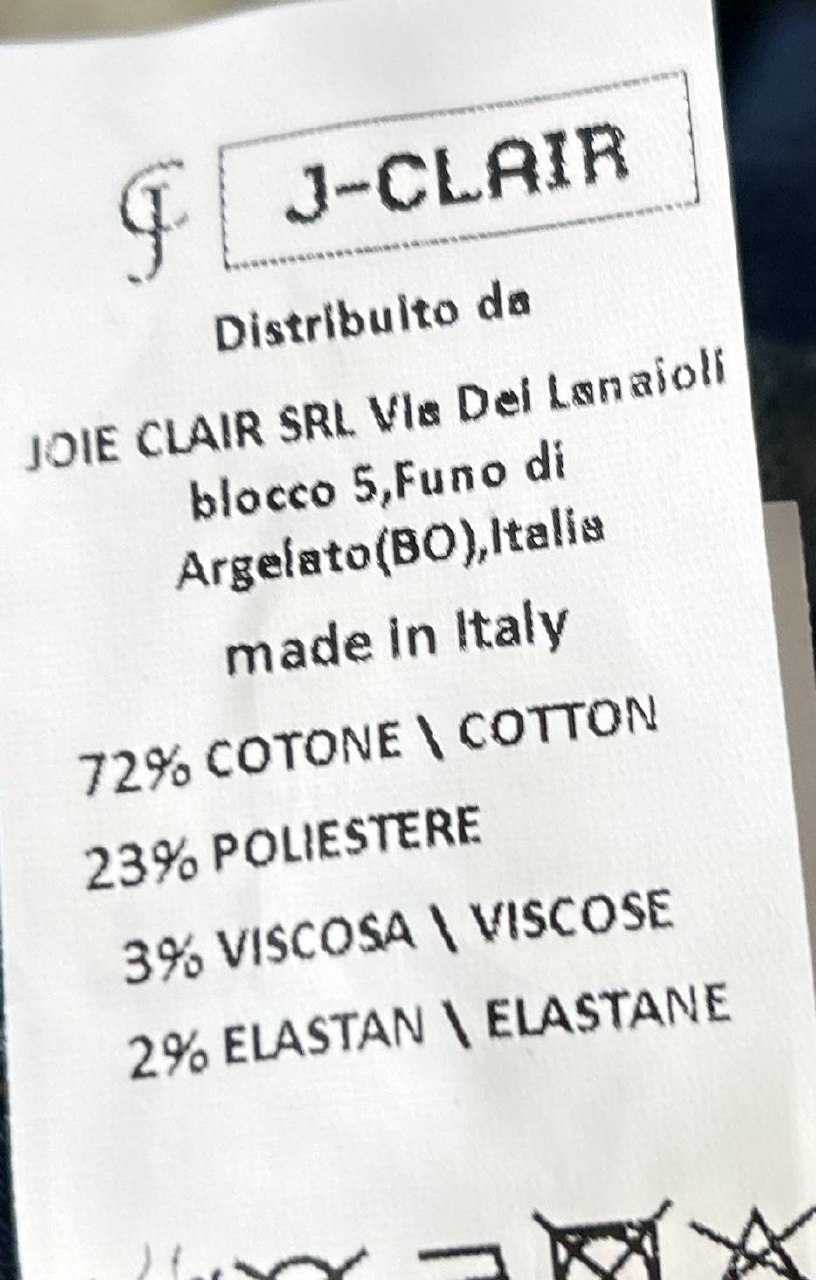 J-CLAIR
Distribuito da
JOIE CLAIR SRL Via Dei Lanaioli
blocco 5,Funo di
Argelato(BO),Italia
made in Italy
72% COTONE \ COTTON
23% POLIESTERE
3% VISCOSA \ VISCOSE
2% ELASTAN \ ELASTANE